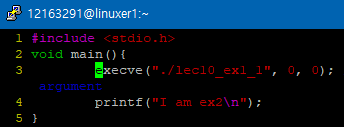 12163291@linuxer1:~
1 #include <stdio.h>
2 void main(){
3         execve("./lec10_ex1_1", 0, 0);
 argument
4         printf("I am ex2\n");
5 }